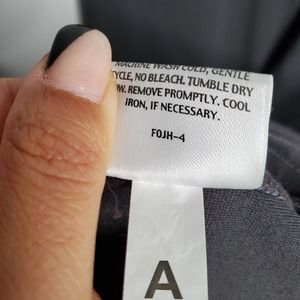 MACHINE WASH COLD, GENTLE
CYCLE, NO BLEACH. TUMBLE DRY
LOW. REMOVE PROMPTLY. COOL
IRON, IF NECESSARY.
F0JH-4
A